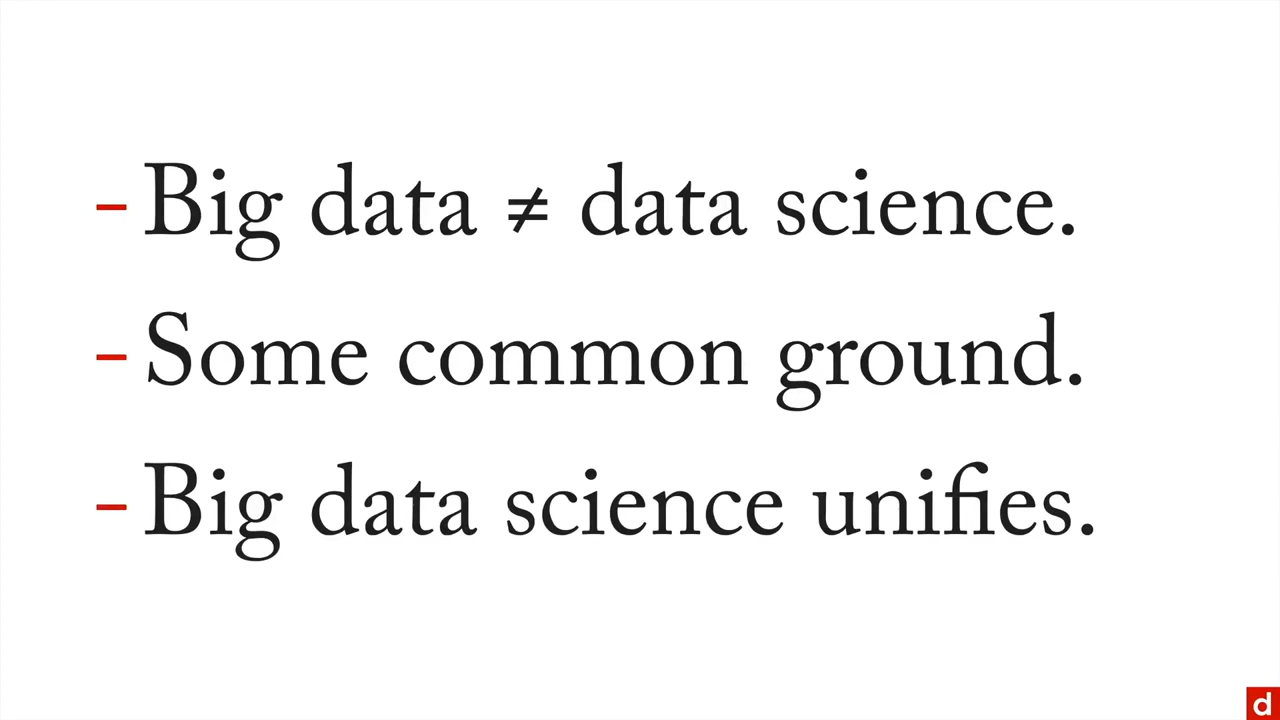 - Big data ≠ data science.
- Some common ground.
- Big data science unifies.
d